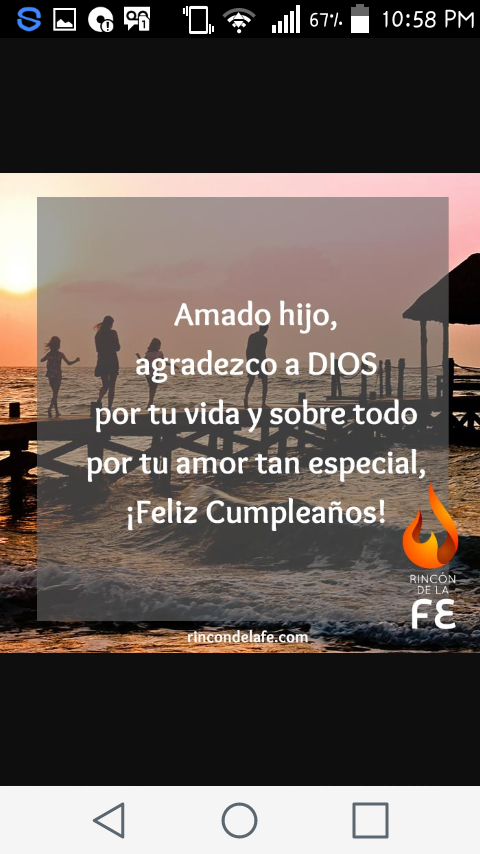 67% 10:58 PM
Amado hijo,
agradezco a DIOS
por tu vida y sobre todo
por tu amor tan especial,
¡Feliz Cumpleaños!
RINCÓN
DE LA
FE
rincondelafe.com